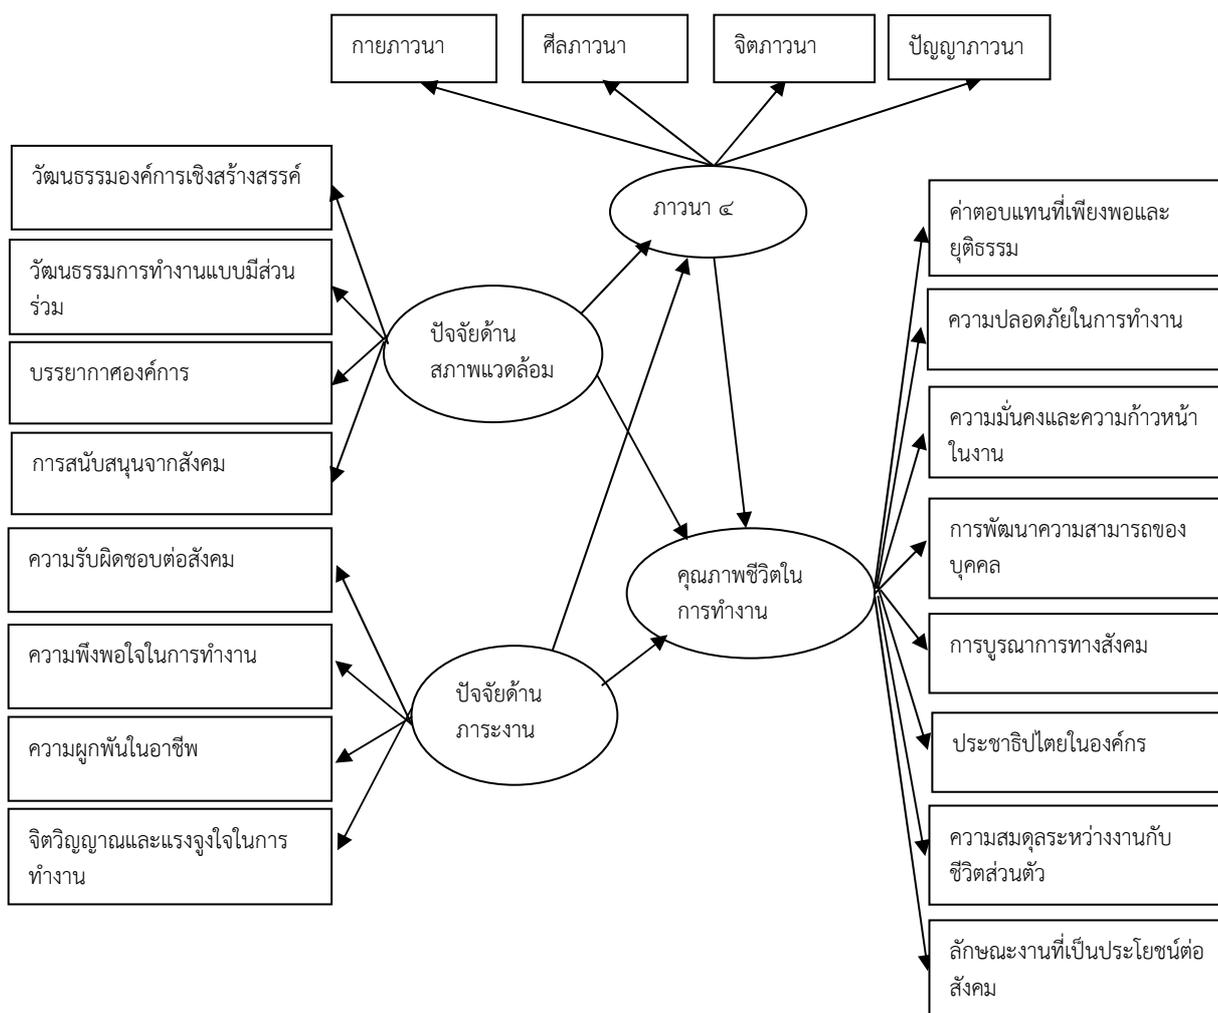 กายภาวนา
ศีลภาวนา
จิตภาวนา
ปัญญาภาวนา
วัฒนธรรมองค์การเชิงสร้างสรรค์
วัฒนธรรมการทำงานแบบมีส่วน
ร่วม
บรรยากาศองค์การ
การสนับสนุนจากสังคม
ความรับผิดชอบต่อสังคม
ความพึงพอใจในการทำงาน
ความผูกพันในอาชีพ
จิตวิญญาณและแรงจูงใจในการ
ทำงาน
ภาวนา ๔
ปัจจัยด้าน
สภาพแวดล้อม
ปัจจัยด้าน
ภาระงาน
คุณภาพชีวิตใน
การทำงาน
ค่าตอบแทนที่เพียงพอและ
ยุติธรรม
ความปลอดภัยในการทำงาน
ความมั่นคงและความก้าวหน้า
ในงาน
การพัฒนาความสามารถของ
บุคคล
การบูรณาการทางสังคม
ประชาธิปไตยในองค์กร
ความสมดุลระหว่างงานกับ
ชีวิตส่วนตัว
ลักษณะงานที่เป็นประโยชน์ต่อ
สังคม